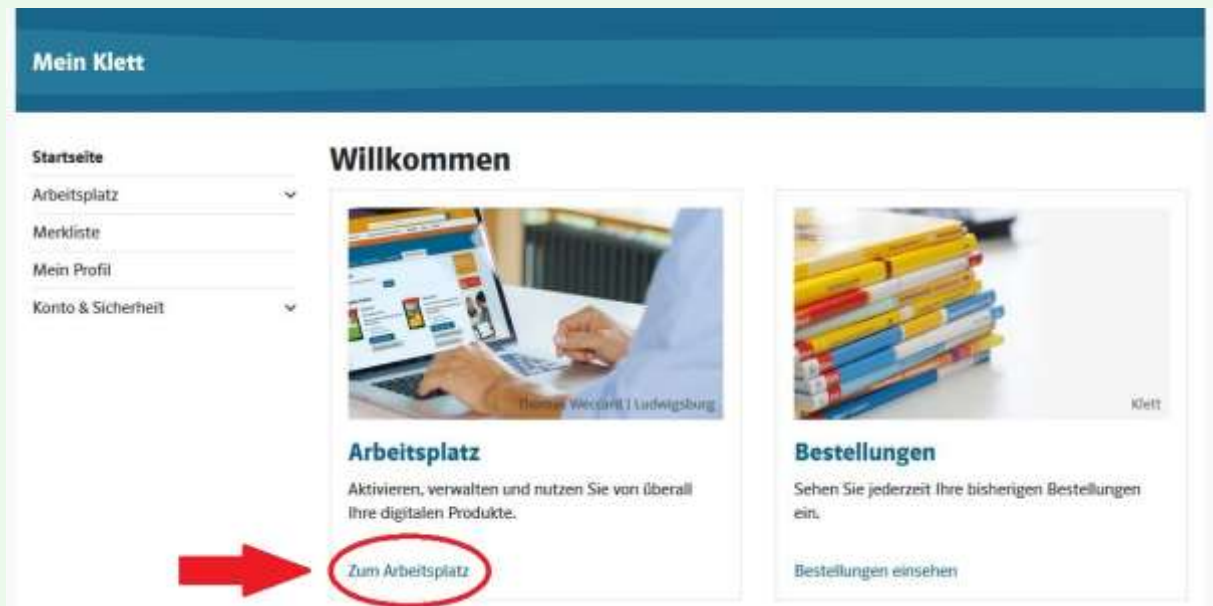 Mein Klett
Startseite
Arbeitsplatz
Merkliste
Mein Profil
Konto & Sicherheit
Willkommen
Ludwigsburg
Arbeitsplatz
Aktivieren, verwalten und nutzen Sie von überall
Ihre digitalen Produkte.
Zum Arbeitsplatz
Klett
Bestellungen
Sehen Sie jederzeit Ihre bisherigen Bestellungen
ein.
Bestellungen einsehen